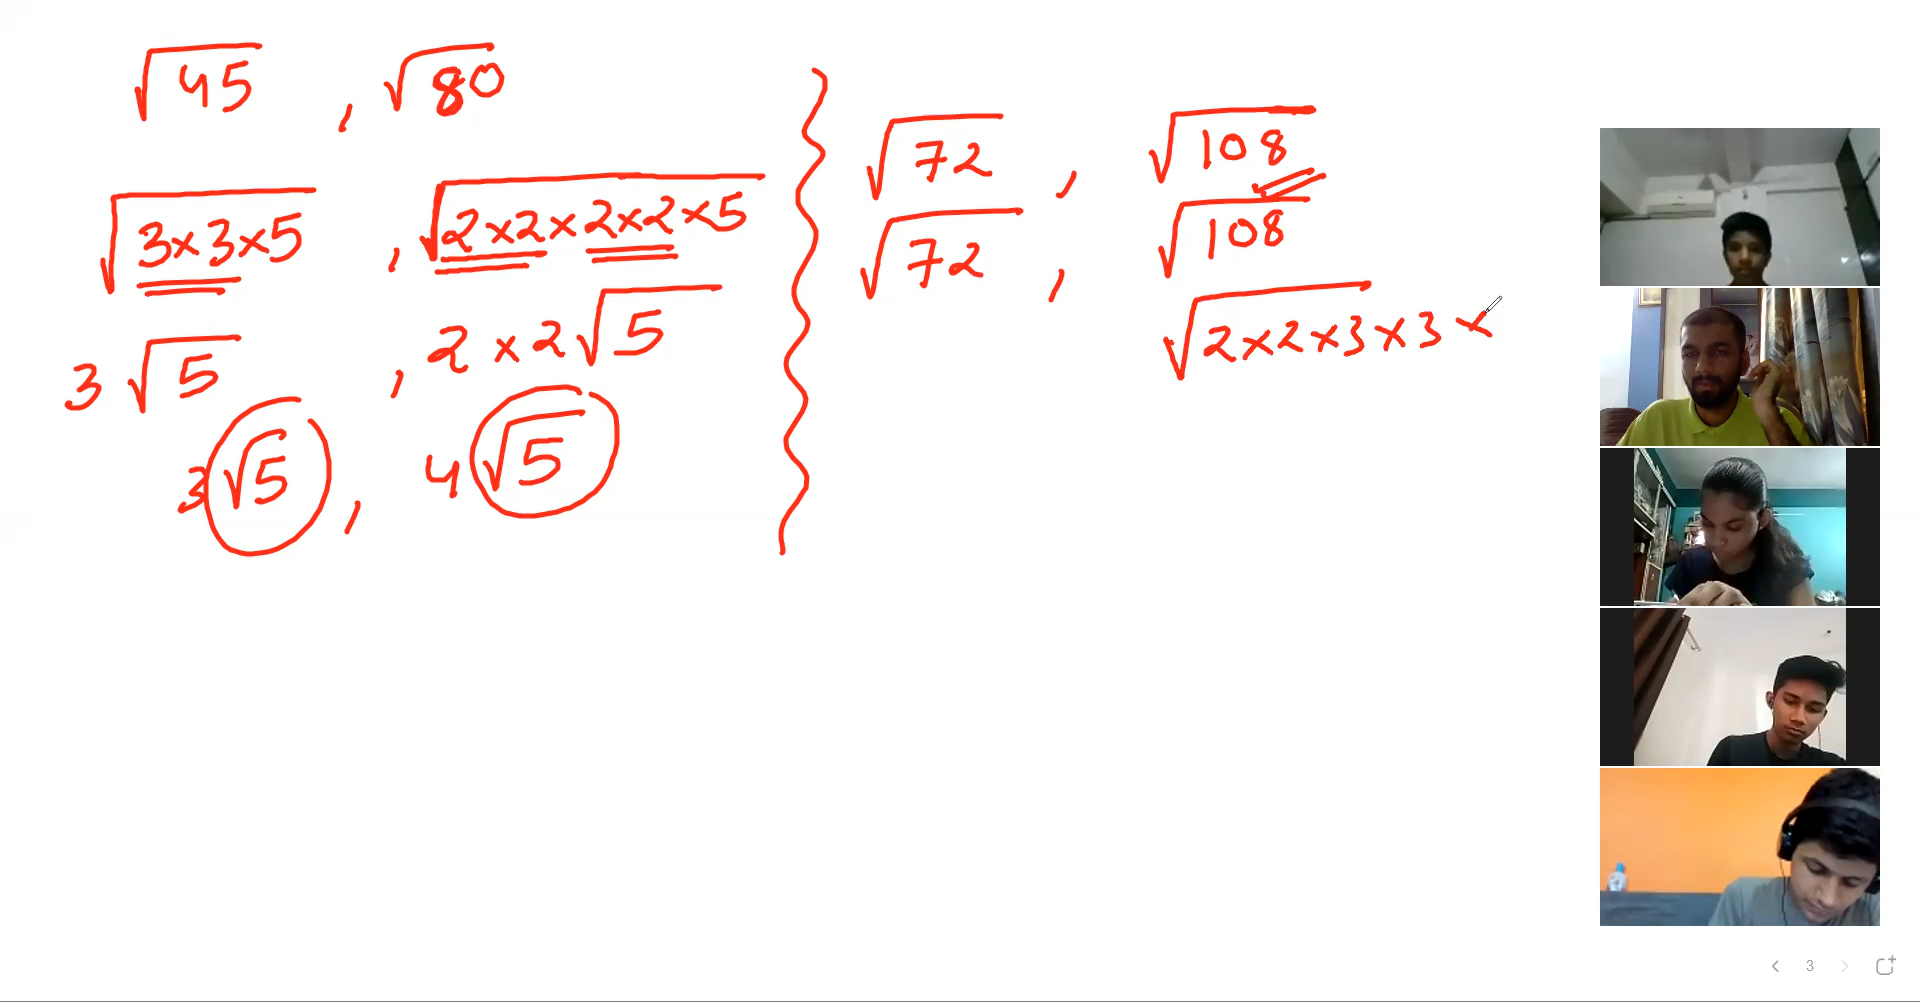 √45 , √80
√3×3×5 , √2×2×2×2×5
3√5 , 2×2√5
3√5 , 4√5
√72 , √108
√72 , √108
√2×2×3×3×
3